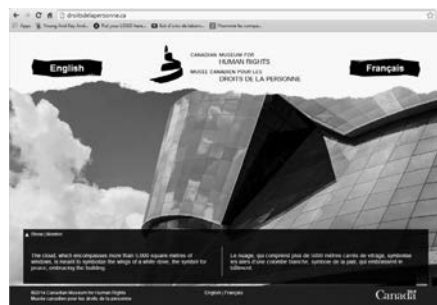 droitsdelapersonne.ca
Apps
English
CANADIAN MUSEUM FOR
HUMAN RIGHTS
MUSÉE CANADIEN POUR LES
DROITS DE LA PERSONNE
Français
The cloud, which encompasses more than 5,000 square metres of
windows, is meant to symbolize the wings of a white dove, the symbol for
peace, embracing the building.
Le nuage, qui comprend plus de 5000 mètres carrés de vitrage, symbolise
les ailes d'une colombe blanche, symbole de la paix, qui embrassent le
bâtiment.
©2014 Canadian Museum for Human Rights
Musée canadien pour les droits de la personne
English | Français
Canada